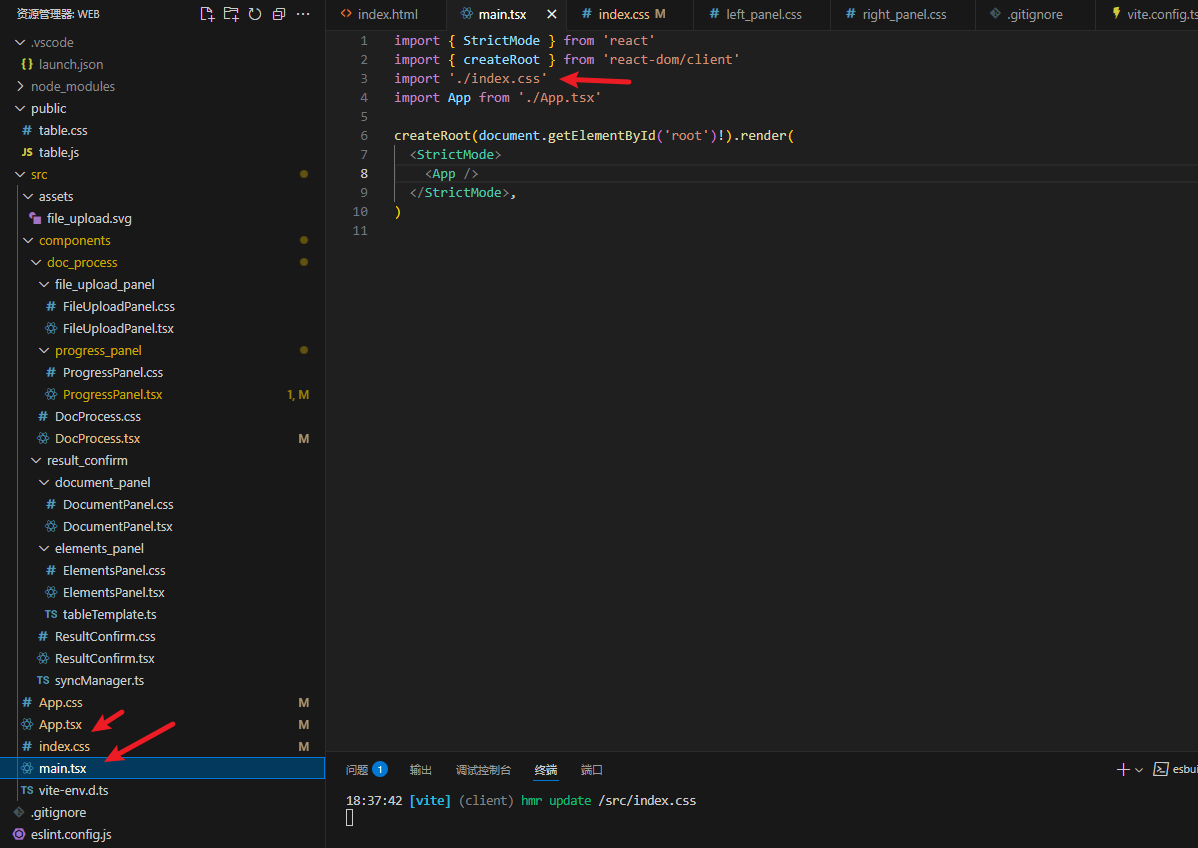 资源管理器: WEB
.vscode
launch.json
node_modules
public
# table.css
JS table.js
src
assets
file_upload.svg
components
doc_process
file_upload_panel
# FileUploadPanel.css
FileUploadPanel.tsx
progress_panel
# ProgressPanel.css
ProgressPanel.tsx 1, M
# DocProcess.css
DocProcess.tsx M
result_confirm
document_panel
# DocumentPanel.css
DocumentPanel.tsx
elements_panel
# ElementsPanel.css
ElementsPanel.tsx
TS tableTemplate.ts
# ResultConfirm.css
ResultConfirm.tsx
TS syncManager.ts
# App.css M
App.tsx M
# index.css M
main.tsx
TS vite-env.d.ts
.gitignore
eslint.config.js
index.html main.tsx # index.css M # left_panel.css # right_panel.css .gitignore vite.config.ts
1 import { StrictMode } from 'react'
2 import { createRoot } from 'react-dom/client'
3 import './index.css'
4 import App from './App.tsx'
5
6 createRoot(document.getElementById('root')!).render(
7 <StrictMode>
8 <App />
9 </StrictMode>,
10 )
11
问题 1 输出 调试控制台 终端 端口 esbui
18:37:42 [vite] (client) hmr update /src/index.css